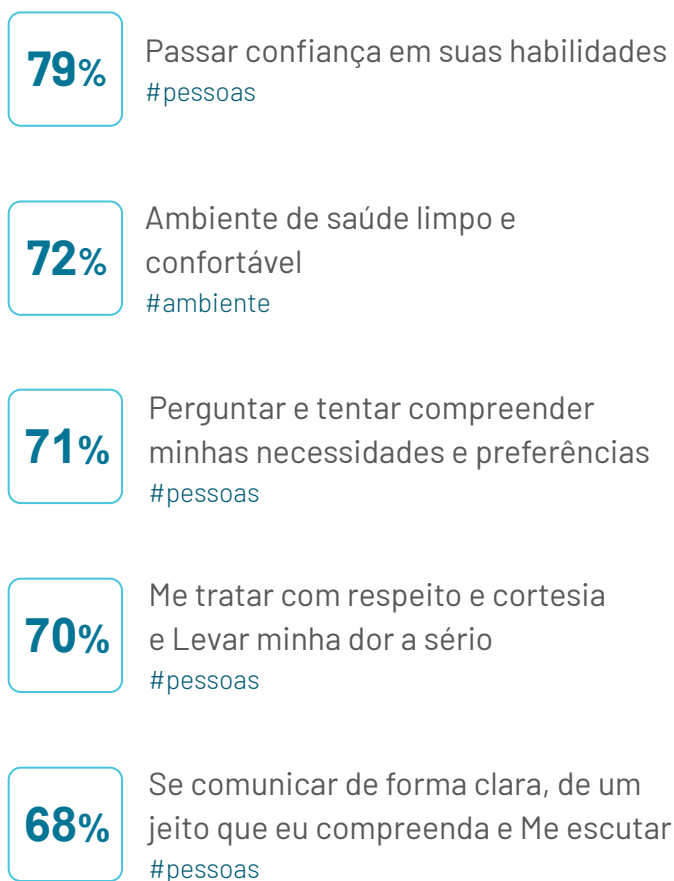 79%
Passar confiança em suas habilidades
#pessoas
72%
Ambiente de saúde limpo e
confortável
#ambiente
71%
Perguntar e tentar compreender
minhas necessidades e preferências
#pessoas
70%
Me tratar com respeito e cortesia
e Levar minha dor a sério
#pessoas
68%
Se comunicar de forma clara, de um
jeito que eu compreenda e Me escutar
#pessoas